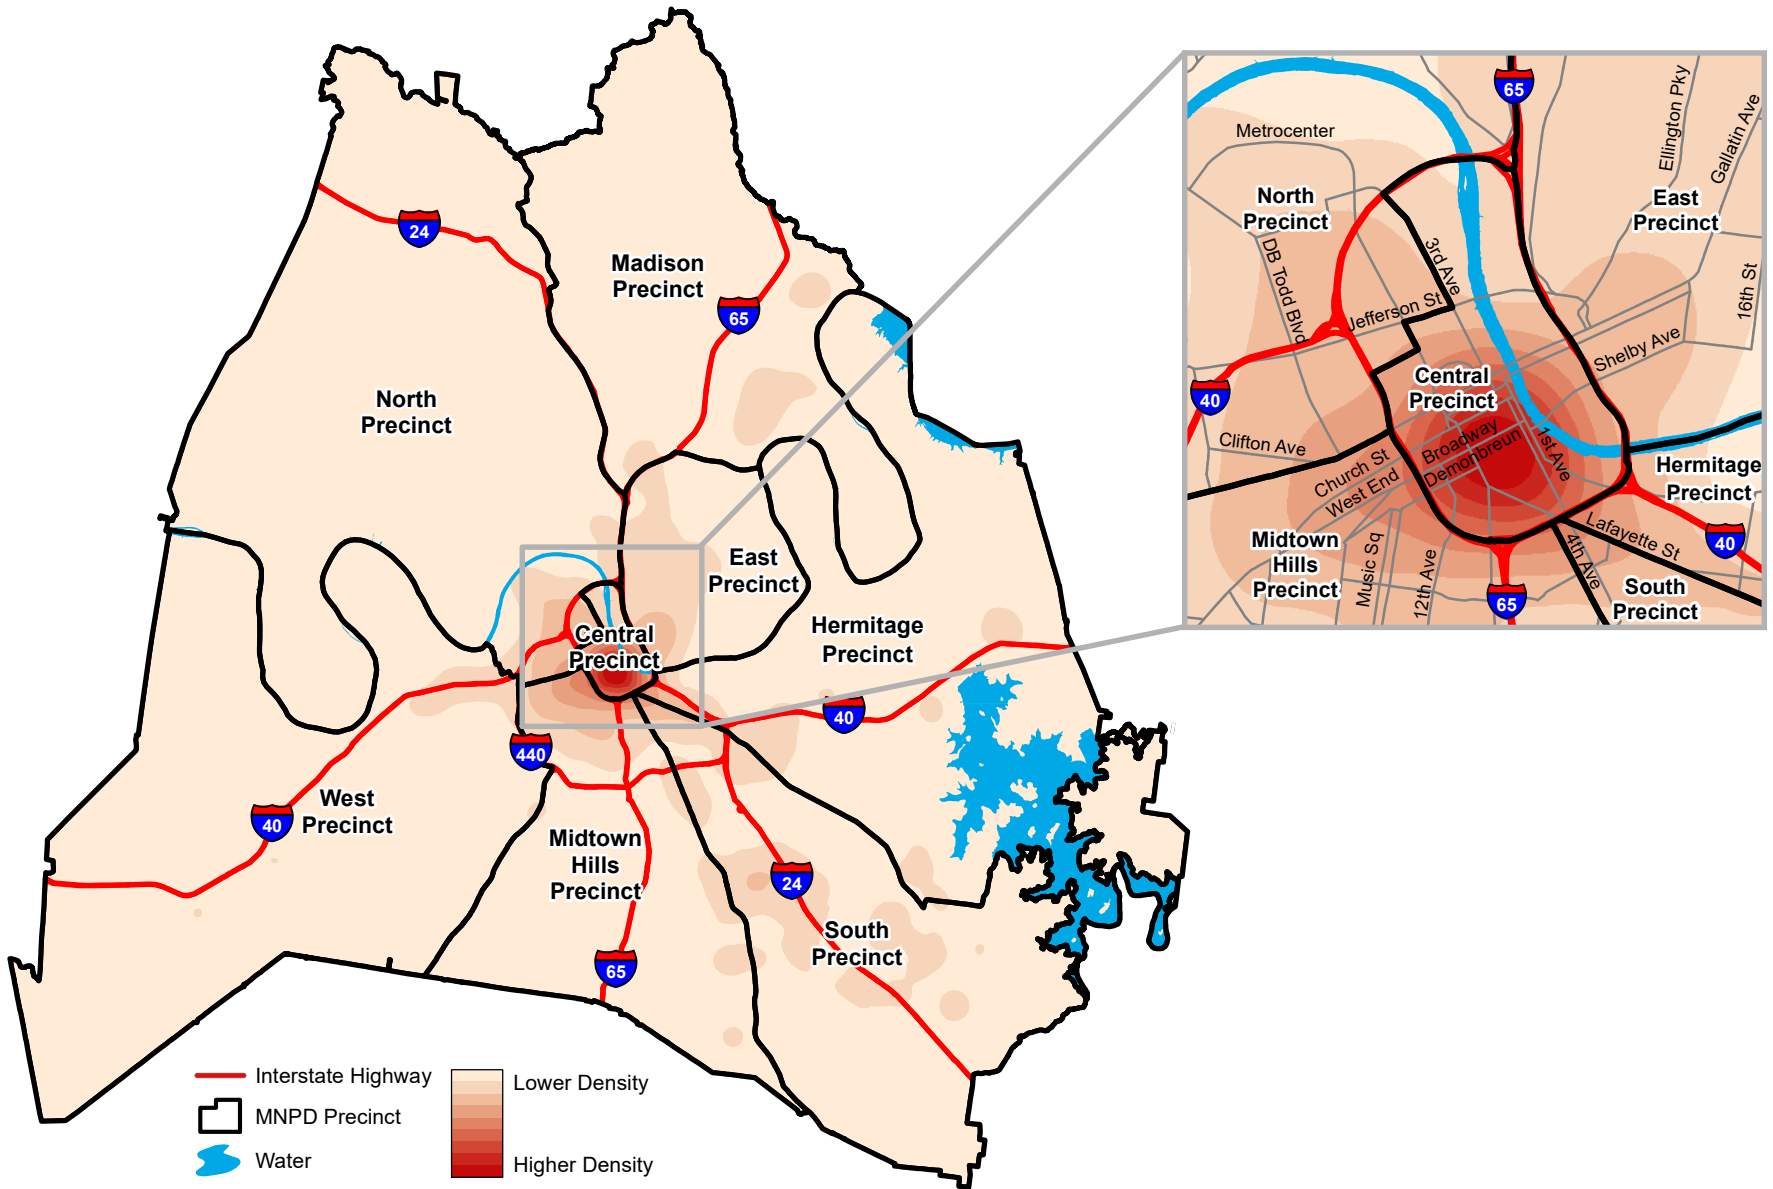 24
Madison
Precinct
65
North
Precinct
East
Precinct
Central
Precinct
Hermitage
Precinct
40
440
West
Precinct
40
Midtown
Hills
Precinct
24
South
Precinct
65
Interstate Highway
MNPD Precinct
Water
Lower Density
Higher Density
65
Metrocenter
Ellington Pky
Gallatin Ave
North
Precinct
East
Precinct
DB Todd Blvd
3rd Ave
16th St
Jefferson St
Shelby Ave
Central
Precinct
40
Clifton Ave
Broadway
Demonbreun
1st Ave
Church St
West End
Hermitage
Precinct
Lafayette St
40
Midtown
Hills
Precinct
Music Sq
12th Ave
4th Ave
65
South
Precinct